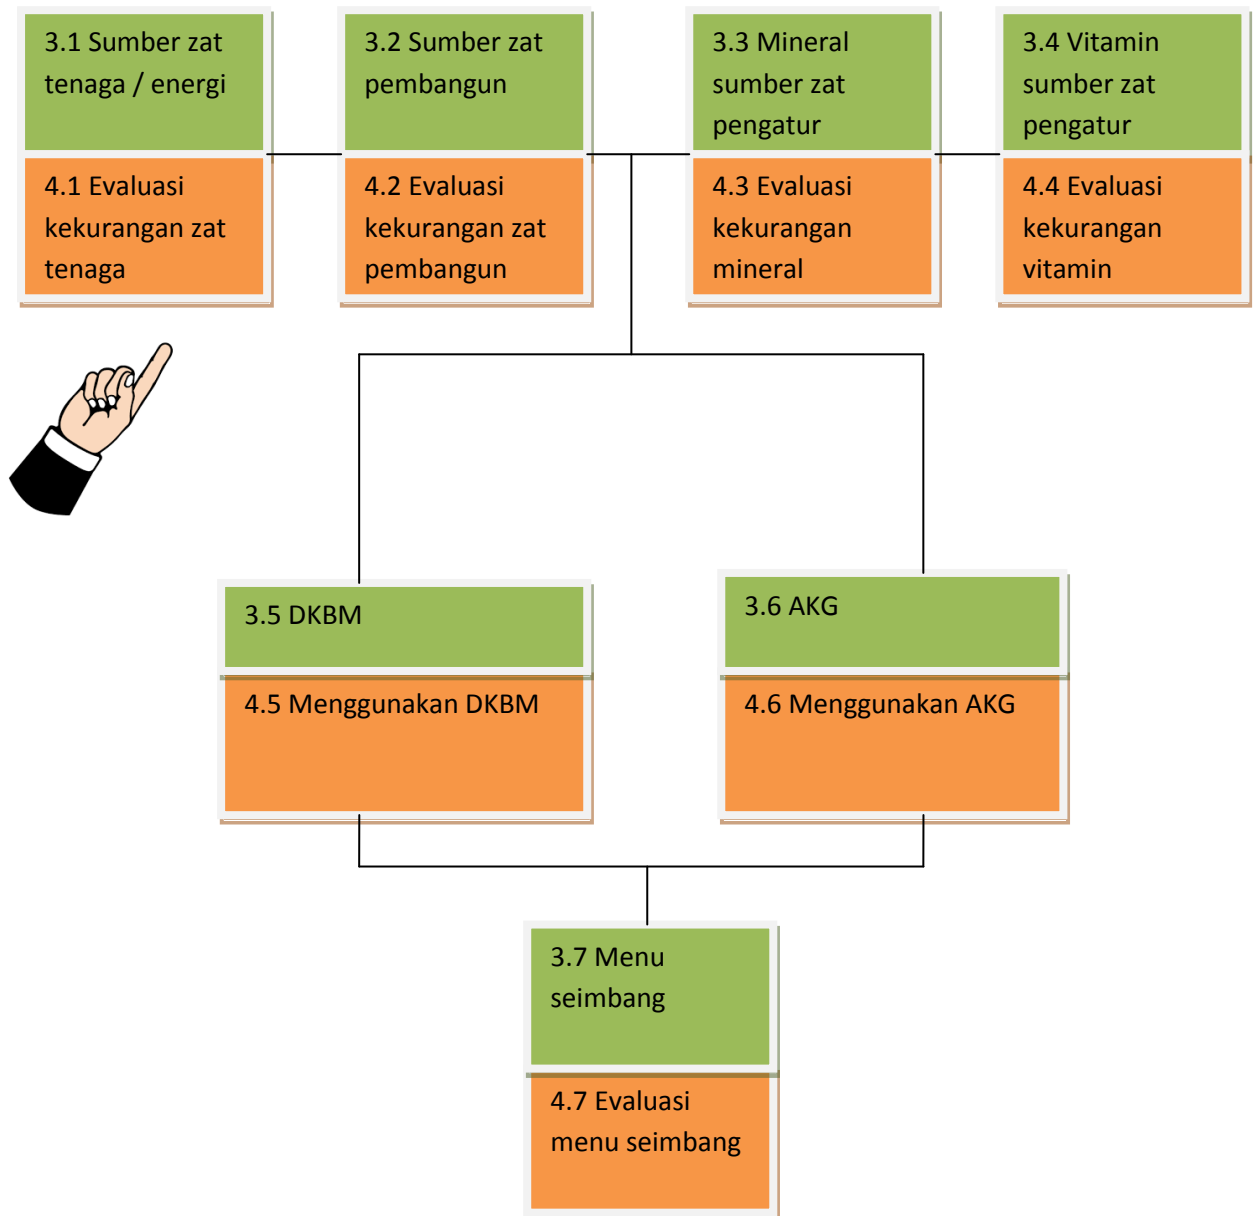 3.1 Sumber zat
tenaga / energi
3.2 Sumber zat
pembangun
3.3 Mineral
sumber zat
pengatur
3.4 Vitamin
sumber zat
pengatur
4.1 Evaluasi
kekurangan zat
tenaga
4.2 Evaluasi
kekurangan zat
pembangun
4.3 Evaluasi
kekurangan
mineral
4.4 Evaluasi
kekurangan
vitamin
3.5 DKBM
3.6 AKG
4.5 Menggunakan DKBM
4.6 Menggunakan AKG
3.7 Menu
seimbang
4.7 Evaluasi
menu seimbang